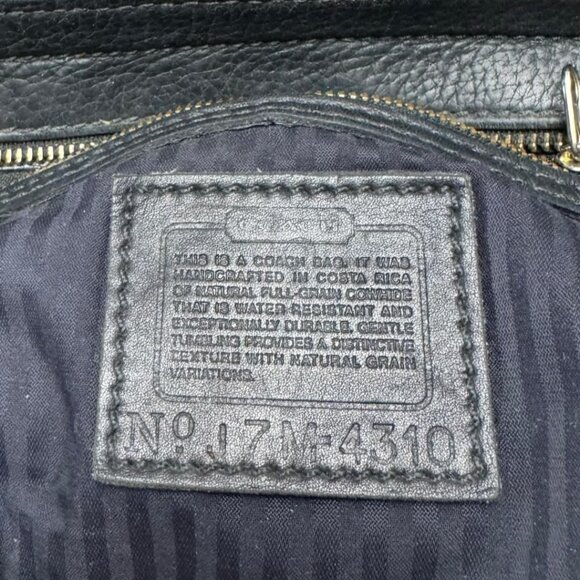 COACH
THIS IS A COACH BAG. IT WAS
HANDCRAFTED IN COSTA RICA
OF NATURAL FULL-GRAIN COWHIDE
THAT IS WATER RESISTANT AND
EXCEPTIONALLY DURABLE. GENTLE
TUMBLING PROVIDES A DISTINCTIVE
TEXTURE WITH NATURAL GRAIN
VARIATIONS.
No J7M-4310